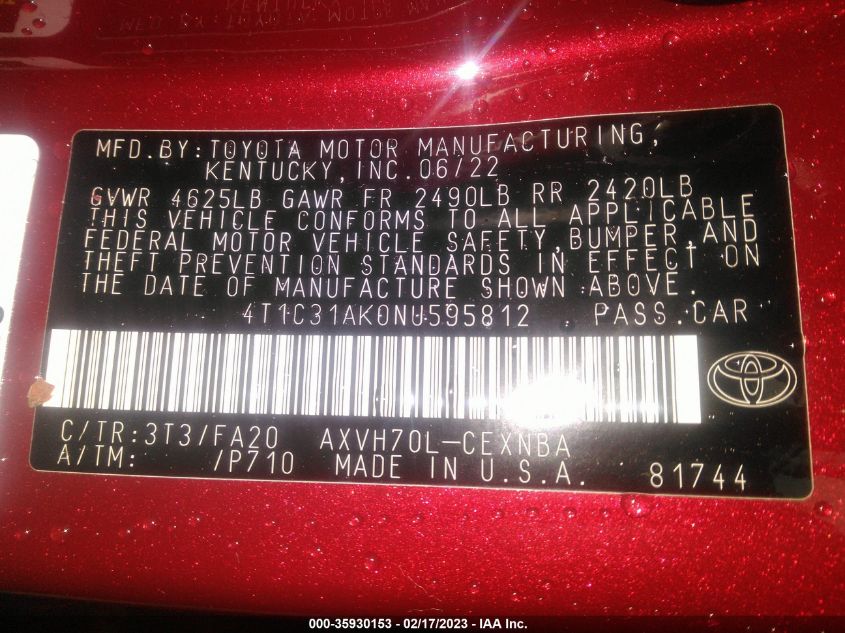 MFD.BY:TOYOTA MOTOR MANUFACTURING,
KENTUCKY,INC.06/22
GVWR 4625LB GAWR FR 2490LB RR 2420LB
THIS VEHICLE CONFORMS TO ALL APPLICABLE
FEDERAL MOTOR VEHICLE SAFETY,BUMPER,AND
THEFT PREVENTION STANDARDS IN EFFECT ON
THE DATE OF MANUFACTURE SHOWN ABOVE.
4T1C31AK0NU595812 PASS.CAR
C/TR:3T3/FA20 AXVH70L-CEXNBA
A/TM: /P710 MADE IN U.S.A. 81744
000-35930153 - 02/17/2023 - IAA Inc.